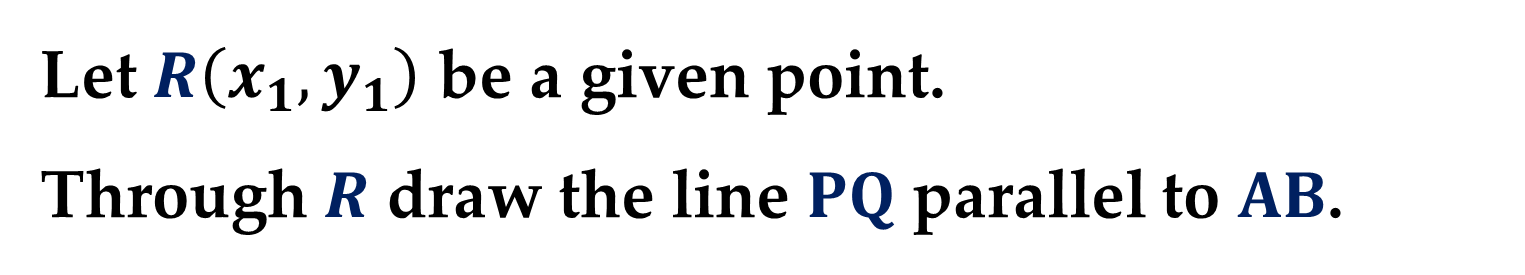 Let R(x₁, y₁) be a given point.
Through R draw the line PQ parallel to AB.